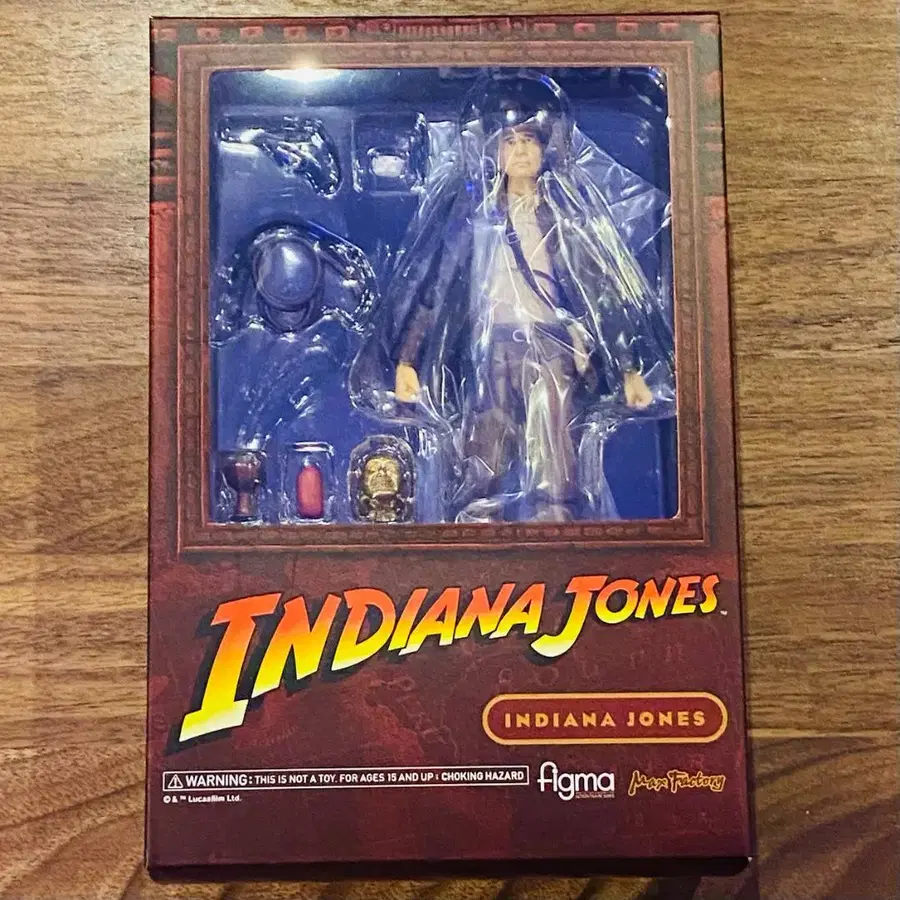 INDIANA JONES™
INDIANA JONES
⚠ WARNING: THIS IS NOT A TOY. FOR AGES 15 AND UP : CHOKING HAZARD
figma
Max Factory
© & ™ Lucasfilm Ltd.